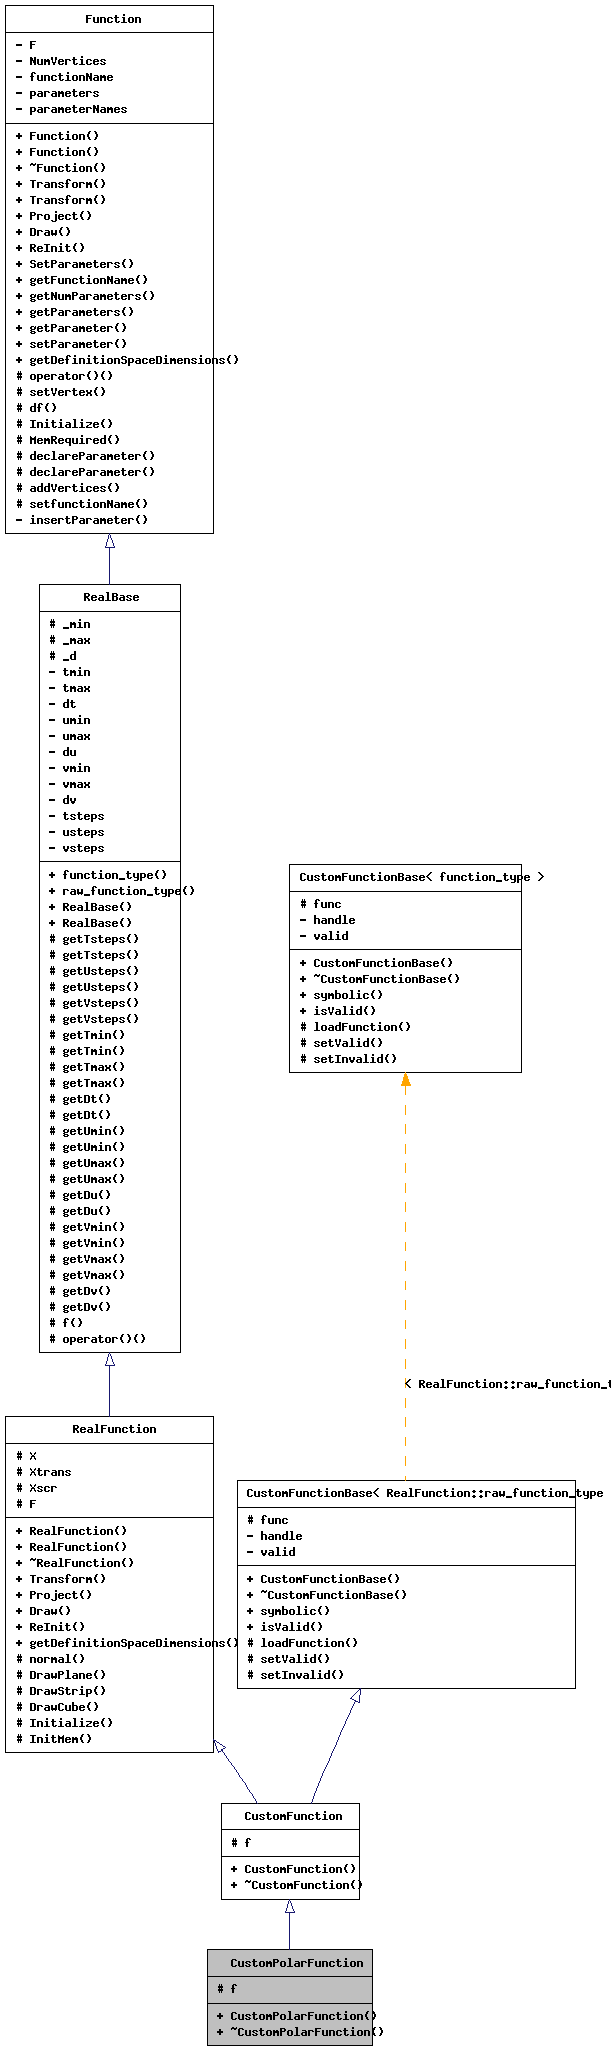 Function
- F
- NumVertices
- functionName
- parameters
- parameterNames
+ Function()
+ Function()
+ ~Function()
+ Transform()
+ Transform()
+ Project()
+ Draw()
+ ReInit()
+ SetParameters()
+ getFunctionName()
+ getNumParameters()
+ getParameters()
+ getParameter()
+ setParameter()
+ getDefinitionSpaceDimensions()
# operator()()
# setVertex()
# df()
# Initialize()
# MemRequired()
# declareParameter()
# declareParameter()
# addVertices()
# setfunctionName()
- insertParameter()
RealBase
# _min
# _max
# _d
- tmin
- tmax
- dt
- umin
- umax
- du
- vmin
- vmax
- dv
- tsteps
- usteps
- vsteps
+ function_type()
+ raw_function_type()
+ RealBase()
+ RealBase()
# getTsteps()
# getTsteps()
# getUsteps()
# getUsteps()
# getVsteps()
# getVsteps()
# getTmin()
# getTmin()
# getTmax()
# getTmax()
# getDt()
# getDt()
# getUmin()
# getUmin()
# getUmax()
# getUmax()
# getDu()
# getDu()
# getVmin()
# getVmin()
# getVmax()
# getVmax()
# getDv()
# getDv()
# f()
# operator()()
CustomFunctionBase< function_type >
# func
- handle
- valid
+ CustomFunctionBase()
+ ~CustomFunctionBase()
+ symbolic()
+ isValid()
# loadFunction()
# setValid()
# setInvalid()
< RealFunction::raw_function_t
RealFunction
# X
# Xtrans
# Xscr
# F
+ RealFunction()
+ RealFunction()
+ ~RealFunction()
+ Transform()
+ Project()
+ Draw()
+ ReInit()
+ getDefinitionSpaceDimensions()
# normal()
# DrawPlane()
# DrawStrip()
# DrawCube()
# Initialize()
# InitMem()
CustomFunctionBase< RealFunction::raw_function_type
# func
- handle
- valid
+ CustomFunctionBase()
+ ~CustomFunctionBase()
+ symbolic()
+ isValid()
# loadFunction()
# setValid()
# setInvalid()
CustomFunction
# f
+ CustomFunction()
+ ~CustomFunction()
CustomPolarFunction
# f
+ CustomPolarFunction()
+ ~CustomPolarFunction()